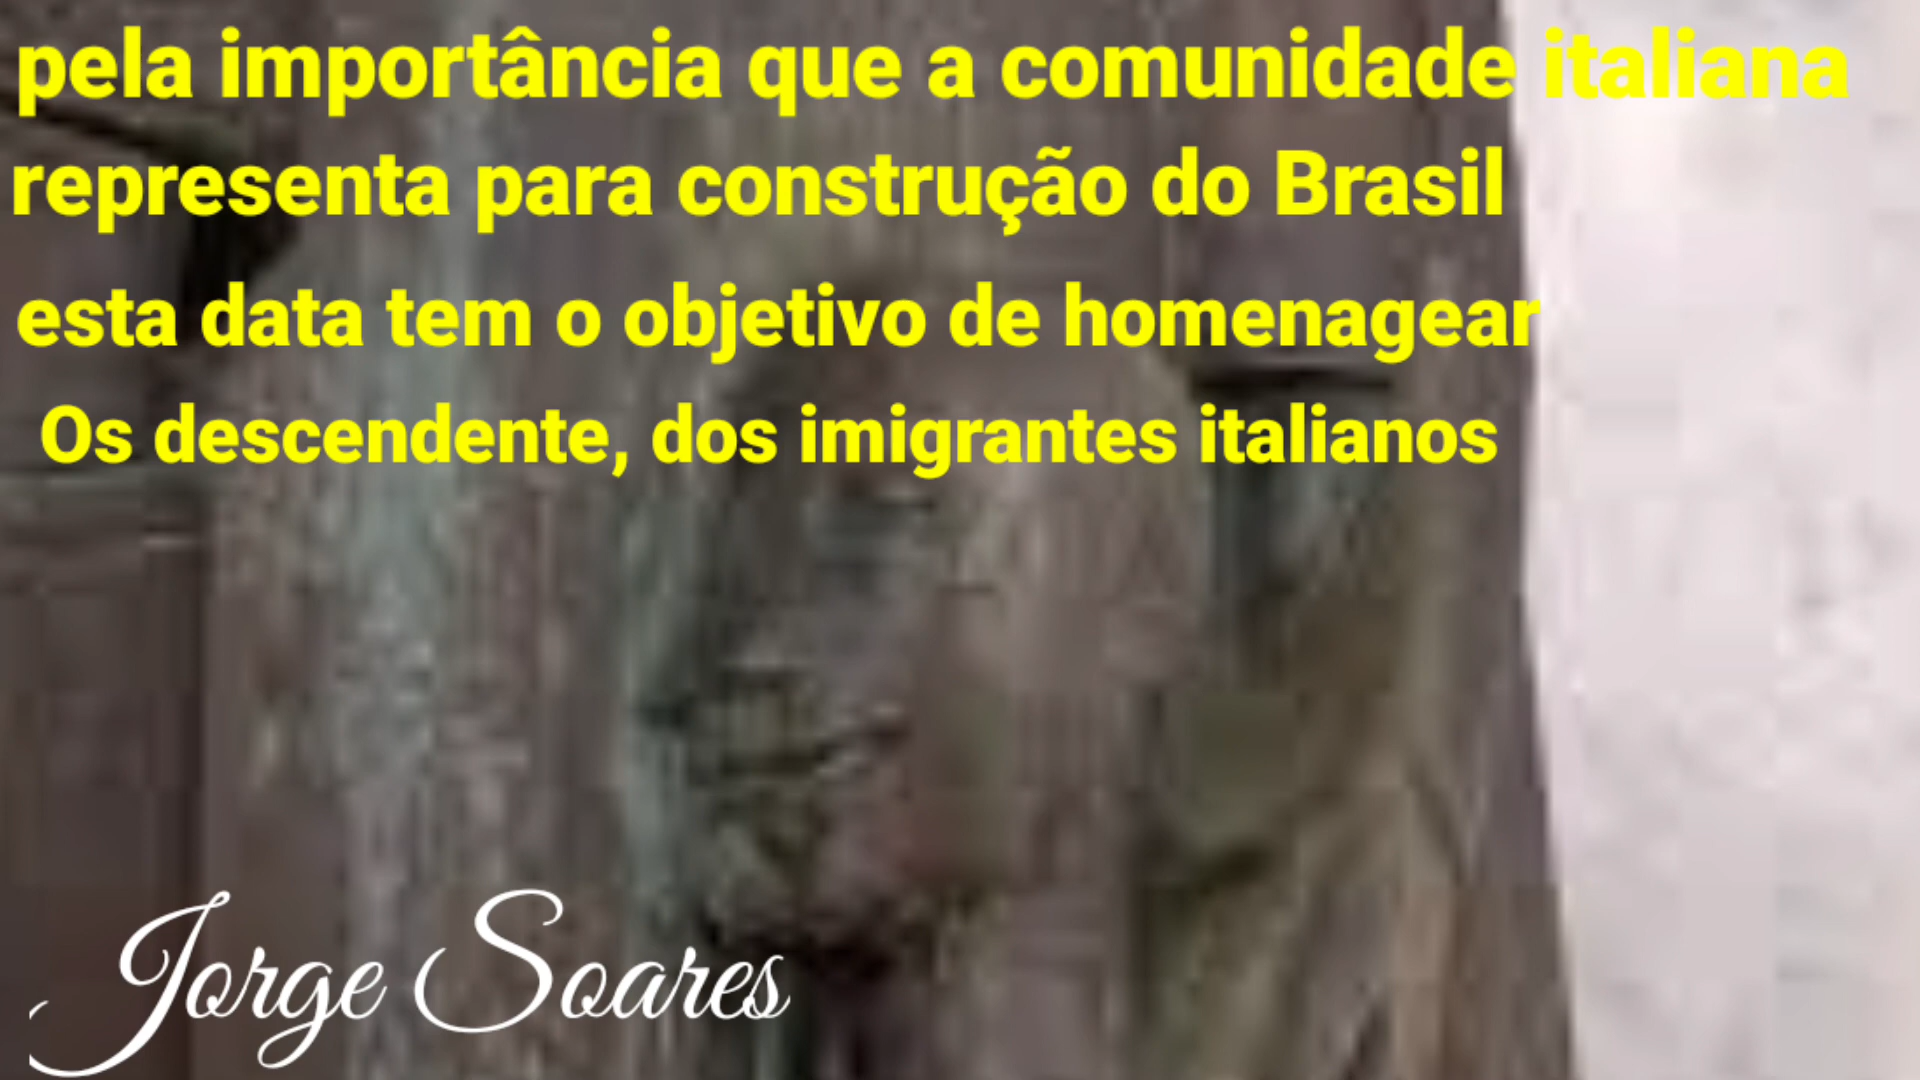 pela importância que a comunidade italiana
representa para construção do Brasil
esta data tem o objetivo de homenagear
Os descendente, dos imigrantes italianos
Jorge Soares